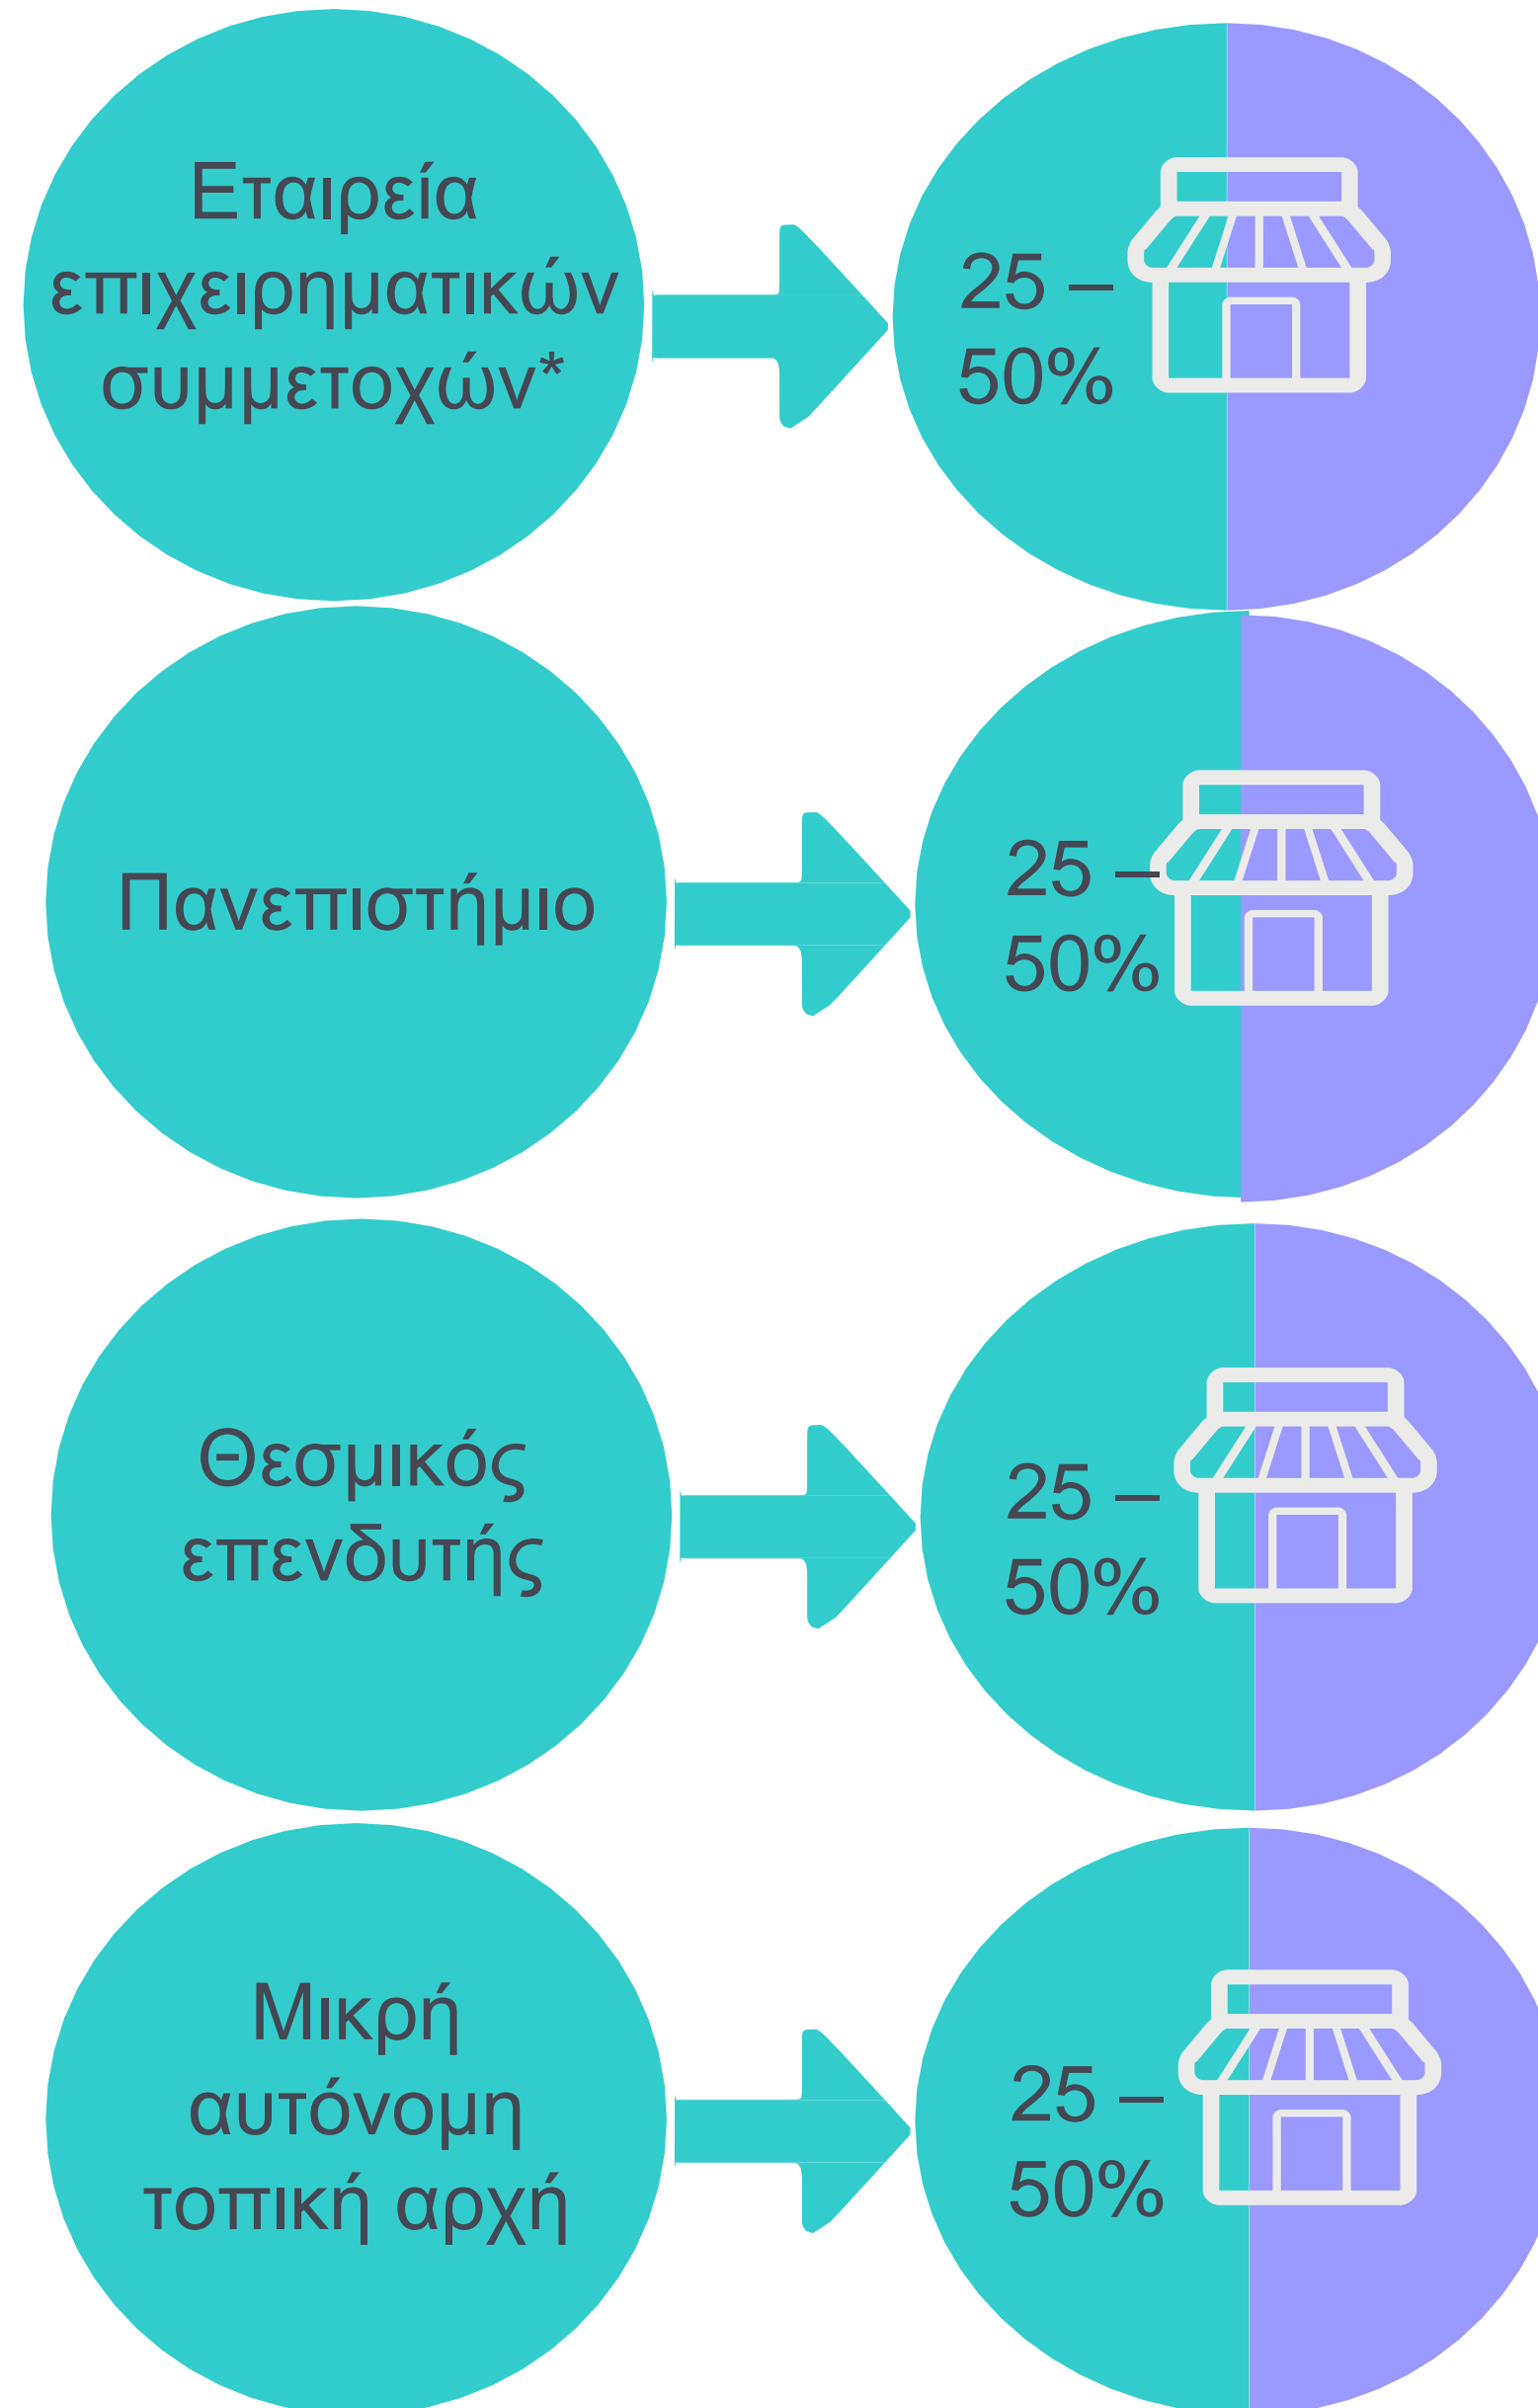 Εταιρεία
επιχειρηματικών
συμμετοχών*
25 –
50%
Πανεπιστήμιο
25 –
50%
Θεσμικός
επενδυτής
25 –
50%
Μικρή
αυτόνομη
τοπική αρχή
25 –
50%